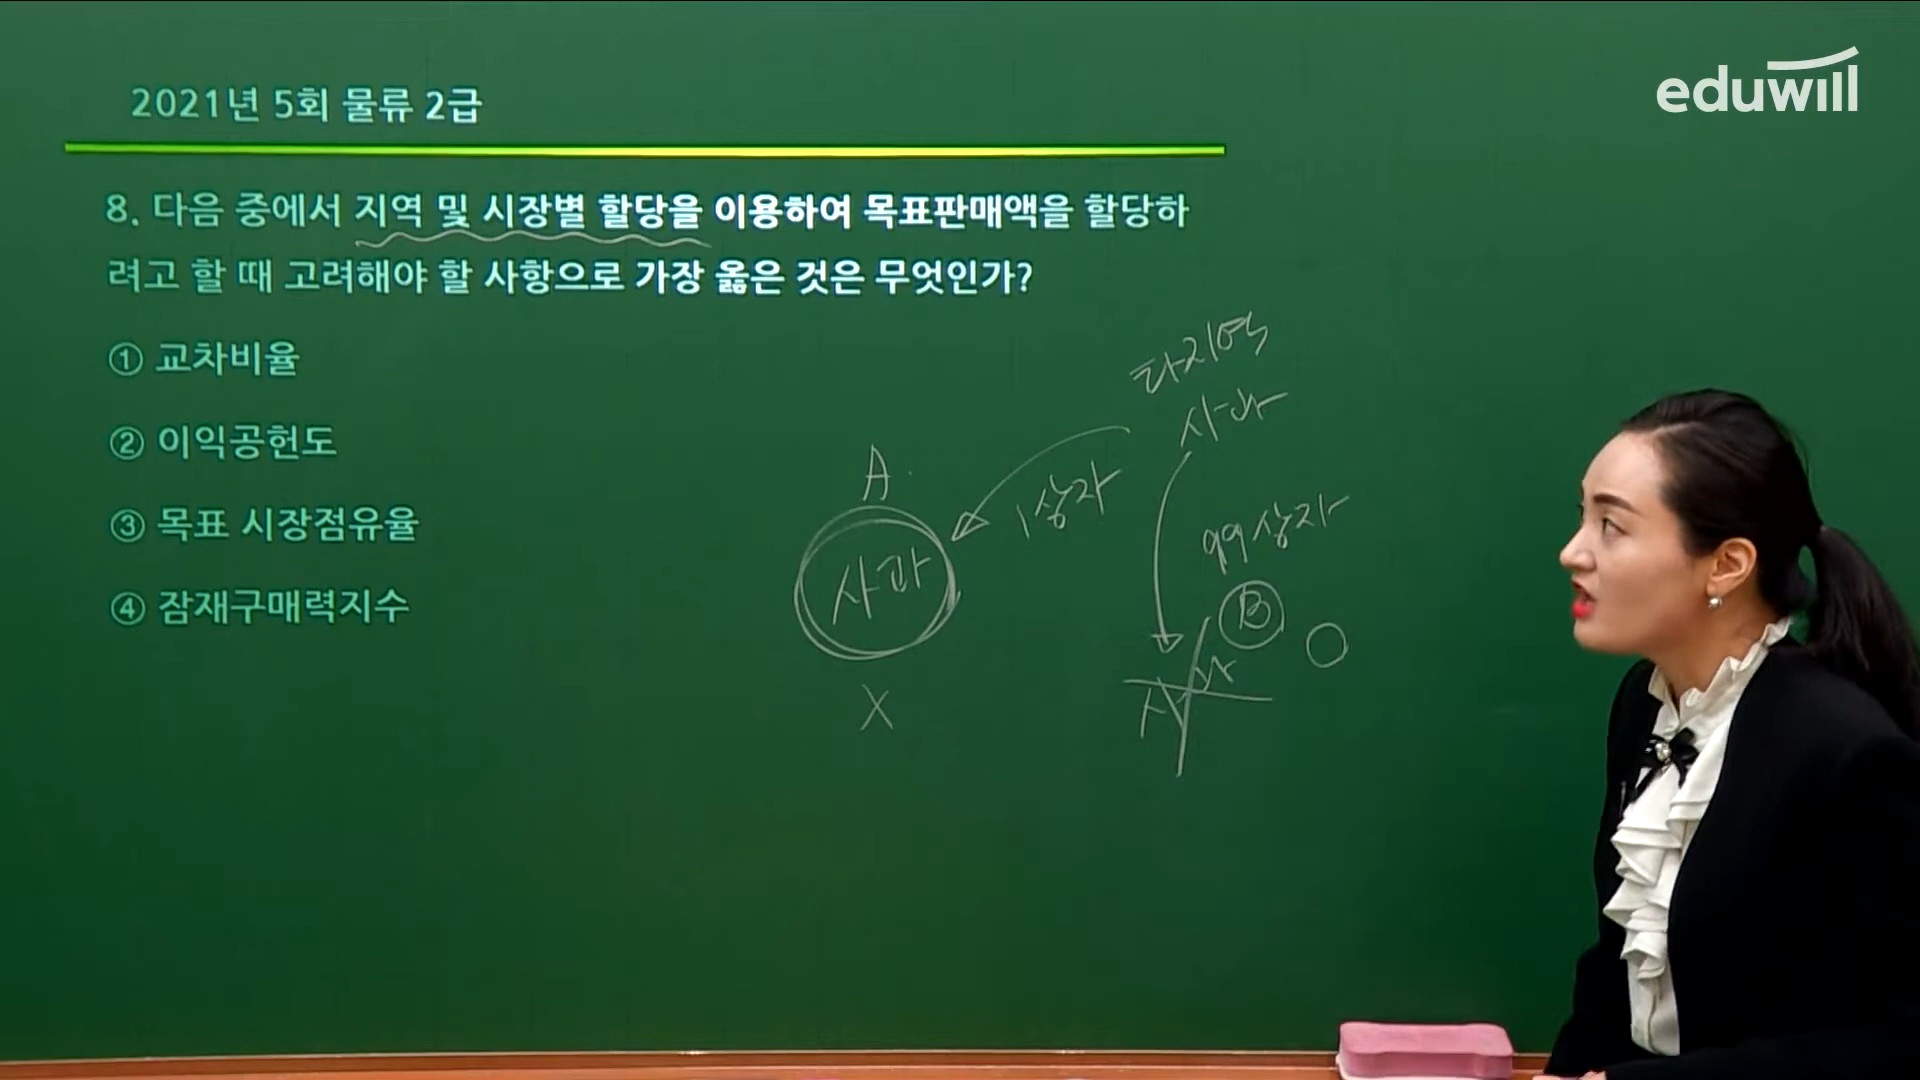 eduwill
2021년 5회 물류 2급
8. 다음 중에서 지역 및 시장별 할당을 이용하여 목표판매액을 할당하
려고 할 때 고려해야 할 사항으로 가장 옳은 것은 무엇인가?
① 교차비율
② 이익공헌도
③ 목표 시장점유율
④ 잠재구매력지수
타지역
사과
A
1상자
99상자
사과
B
사과
X